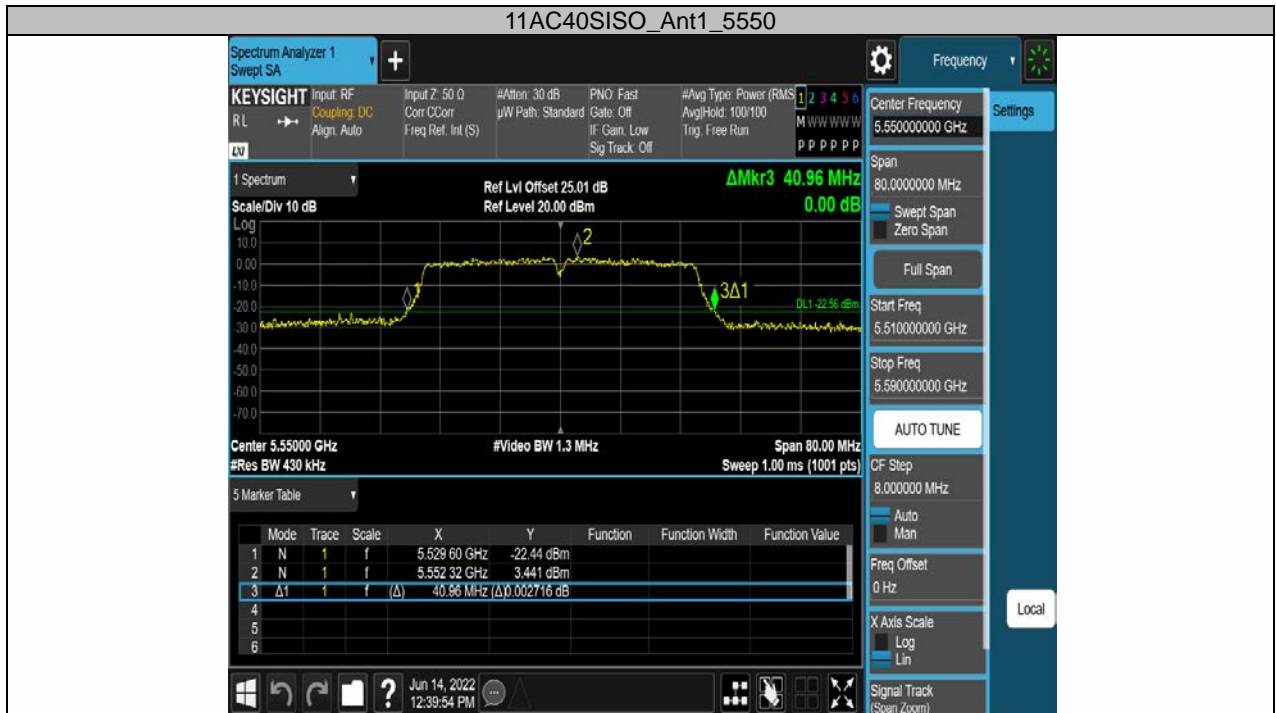 11AC40SISO_Ant1_5550
Spectrum Analyzer 1
Swept SA
+
Frequency
KEYSIGHT
RL
LXI
Input: RF
Coupling: DC
Align: Auto
Input Z: 50 Ω
Corr CCorr
Freq Ref: Int (S)
#Atten: 30 dB
µW Path: Standard
PNO: Fast
Gate: Off
IF Gain: Low
Sig Track: Off
#Avg Type: Power (RMS
Avg|Hold: 100/100
Trig: Free Run
1 2 3 4 5 6
M W W W W W
P P P P P P
Center Frequency
5.550000000 GHz
Settings
1 Spectrum
Ref Lvl Offset 25.01 dB
ΔMkr3 40.96 MHz
Scale/Div 10 dB
Ref Level 20.00 dBm
0.00 dB
Log
10.0
0.00
-10.0
-20.0
-30.0
-40.0
-50.0
-60.0
-70.0
1
2
3Δ1
DL1 -22.56 dBm
Center 5.55000 GHz
#Video BW 1.3 MHz
Span 80.00 MHz
#Res BW 430 kHz
Sweep 1.00 ms (1001 pts)
Span
80.0000000 MHz
Swept Span
Zero Span
Full Span
Start Freq
5.510000000 GHz
Stop Freq
5.590000000 GHz
AUTO TUNE
CF Step
8.000000 MHz
Auto
Man
Freq Offset
0 Hz
X Axis Scale
Log
Lin
Signal Track
(Span Zoom)
Local
5 Marker Table
Mode Trace Scale X Y Function Function Width Function Value
1 N 1 f 5.529 60 GHz -22.44 dBm
2 N 1 f 5.552 32 GHz 3.441 dBm
3 Δ1 1 f (Δ) 40.96 MHz (Δ) 0.002716 dB
4
5
6
?
Jun 14, 2022
12:39:54 PM